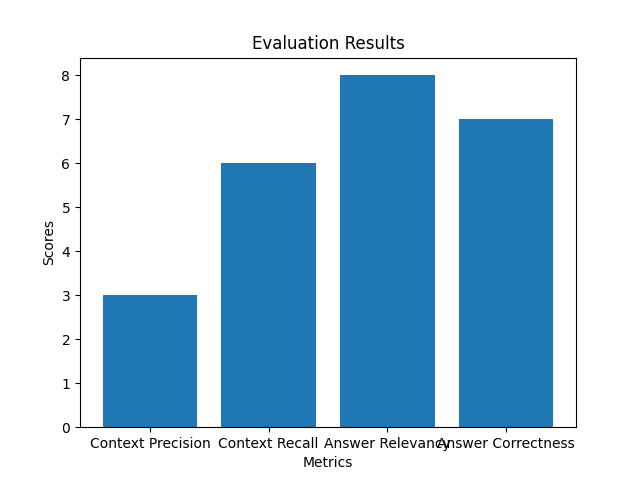 Evaluation Results
8
7
6
5
4
3
2
1
0
Scores
Context Precision Context Recall Answer Relevancy Answer Correctness
Metrics